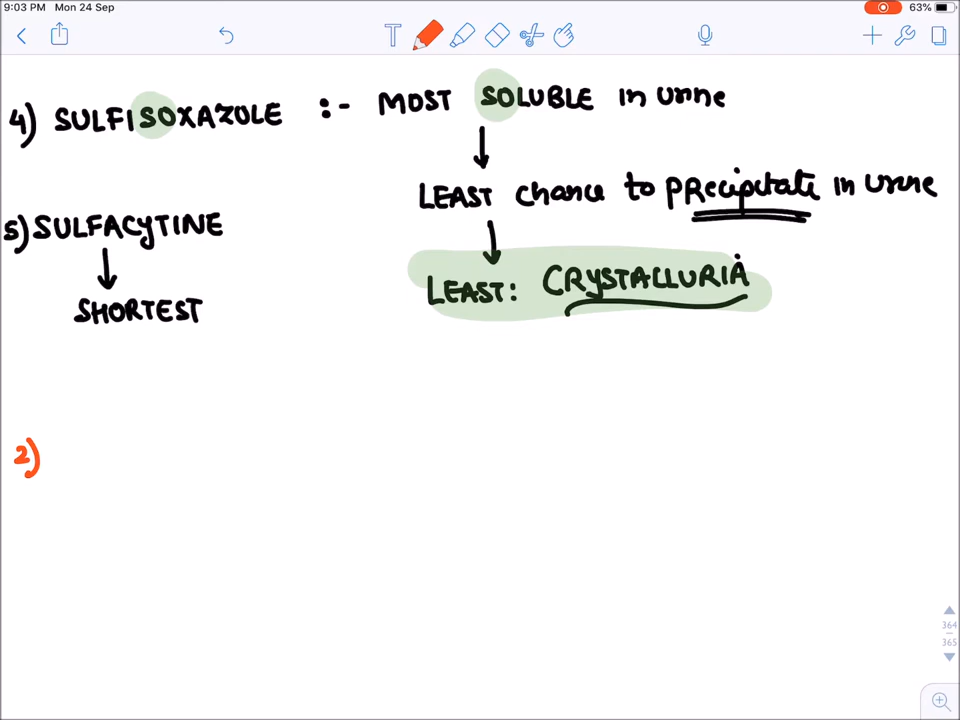 9:03 PM Mon 24 Sep 63%
T
4) SULFISOXAZOLE :- MOST SOLUBLE in urine
LEAST chance to precipitate in urine
5) SULFACYTINE
LEAST: CRYSTALLURIA
SHORTEST
2)
364
365